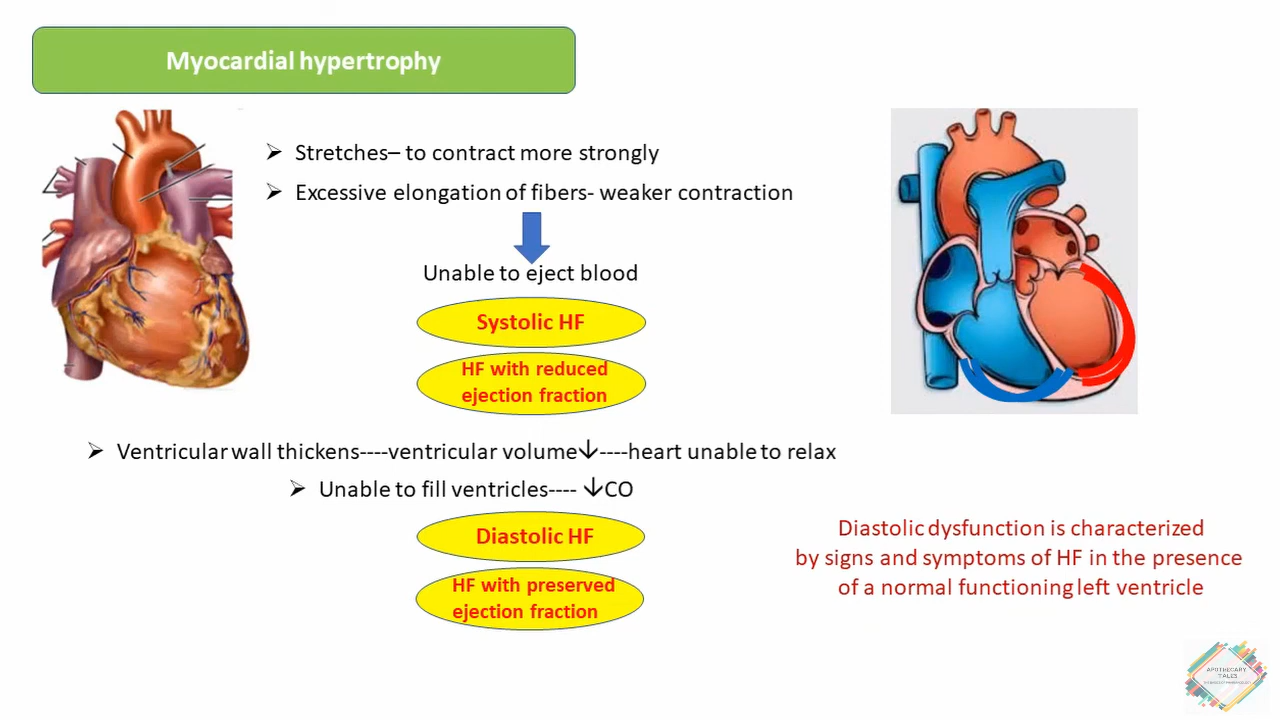 Myocardial hypertrophy
➢ Stretches– to contract more strongly
➢ Excessive elongation of fibers- weaker contraction
Unable to eject blood
Systolic HF
HF with reduced
ejection fraction
➢ Ventricular wall thickens----ventricular volume↓----heart unable to relax
➢ Unable to fill ventricles---- ↓CO
Diastolic HF
HF with preserved
ejection fraction
Diastolic dysfunction is characterized
by signs and symptoms of HF in the presence
of a normal functioning left ventricle
APOTHECARY
TALES